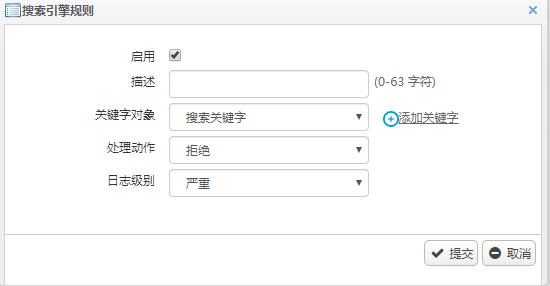 搜索引擎规则
启用
描述 (0-63 字符)
关键字对象 搜索关键字 添加关键字
处理动作 拒绝
日志级别 严重
提交 取消